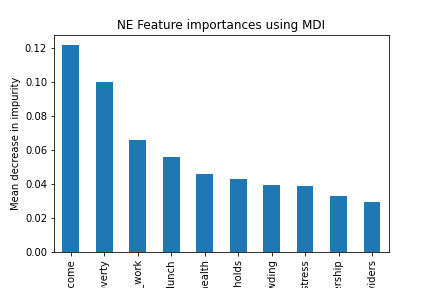 NE Feature importances using MDI
Mean decrease in impurity
0.12
0.10
0.08
0.06
0.04
0.02
0.00
come
verty
_work
lunch
health
holds
wding
stress
rship
viders